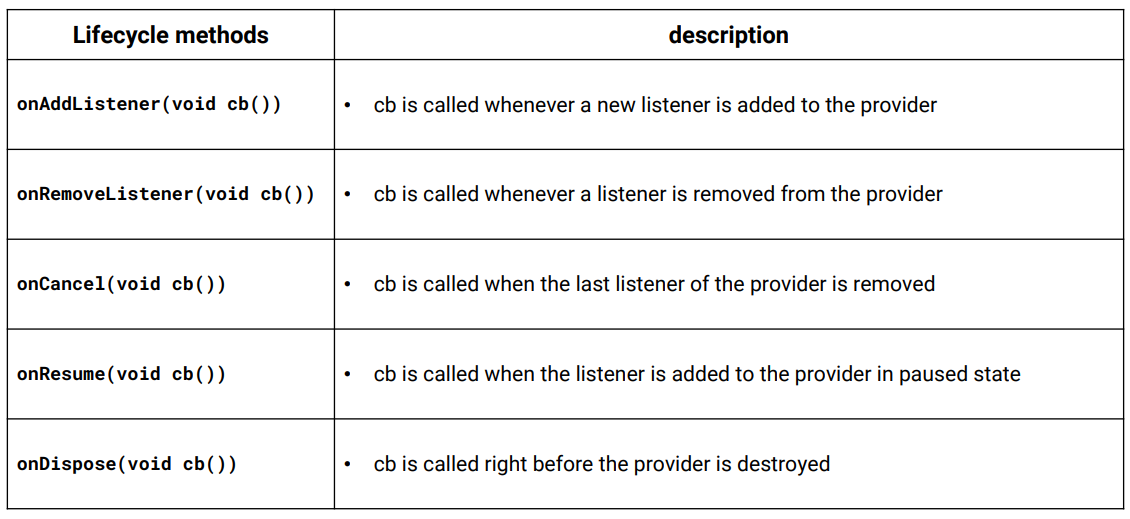 Lifecycle methods description
onAddListener(void cb()) • cb is called whenever a new listener is added to the provider
onRemoveListener(void cb()) • cb is called whenever a listener is removed from the provider
onCancel(void cb()) • cb is called when the last listener of the provider is removed
onResume(void cb()) • cb is called when the listener is added to the provider in paused state
onDispose(void cb()) • cb is called right before the provider is destroyed